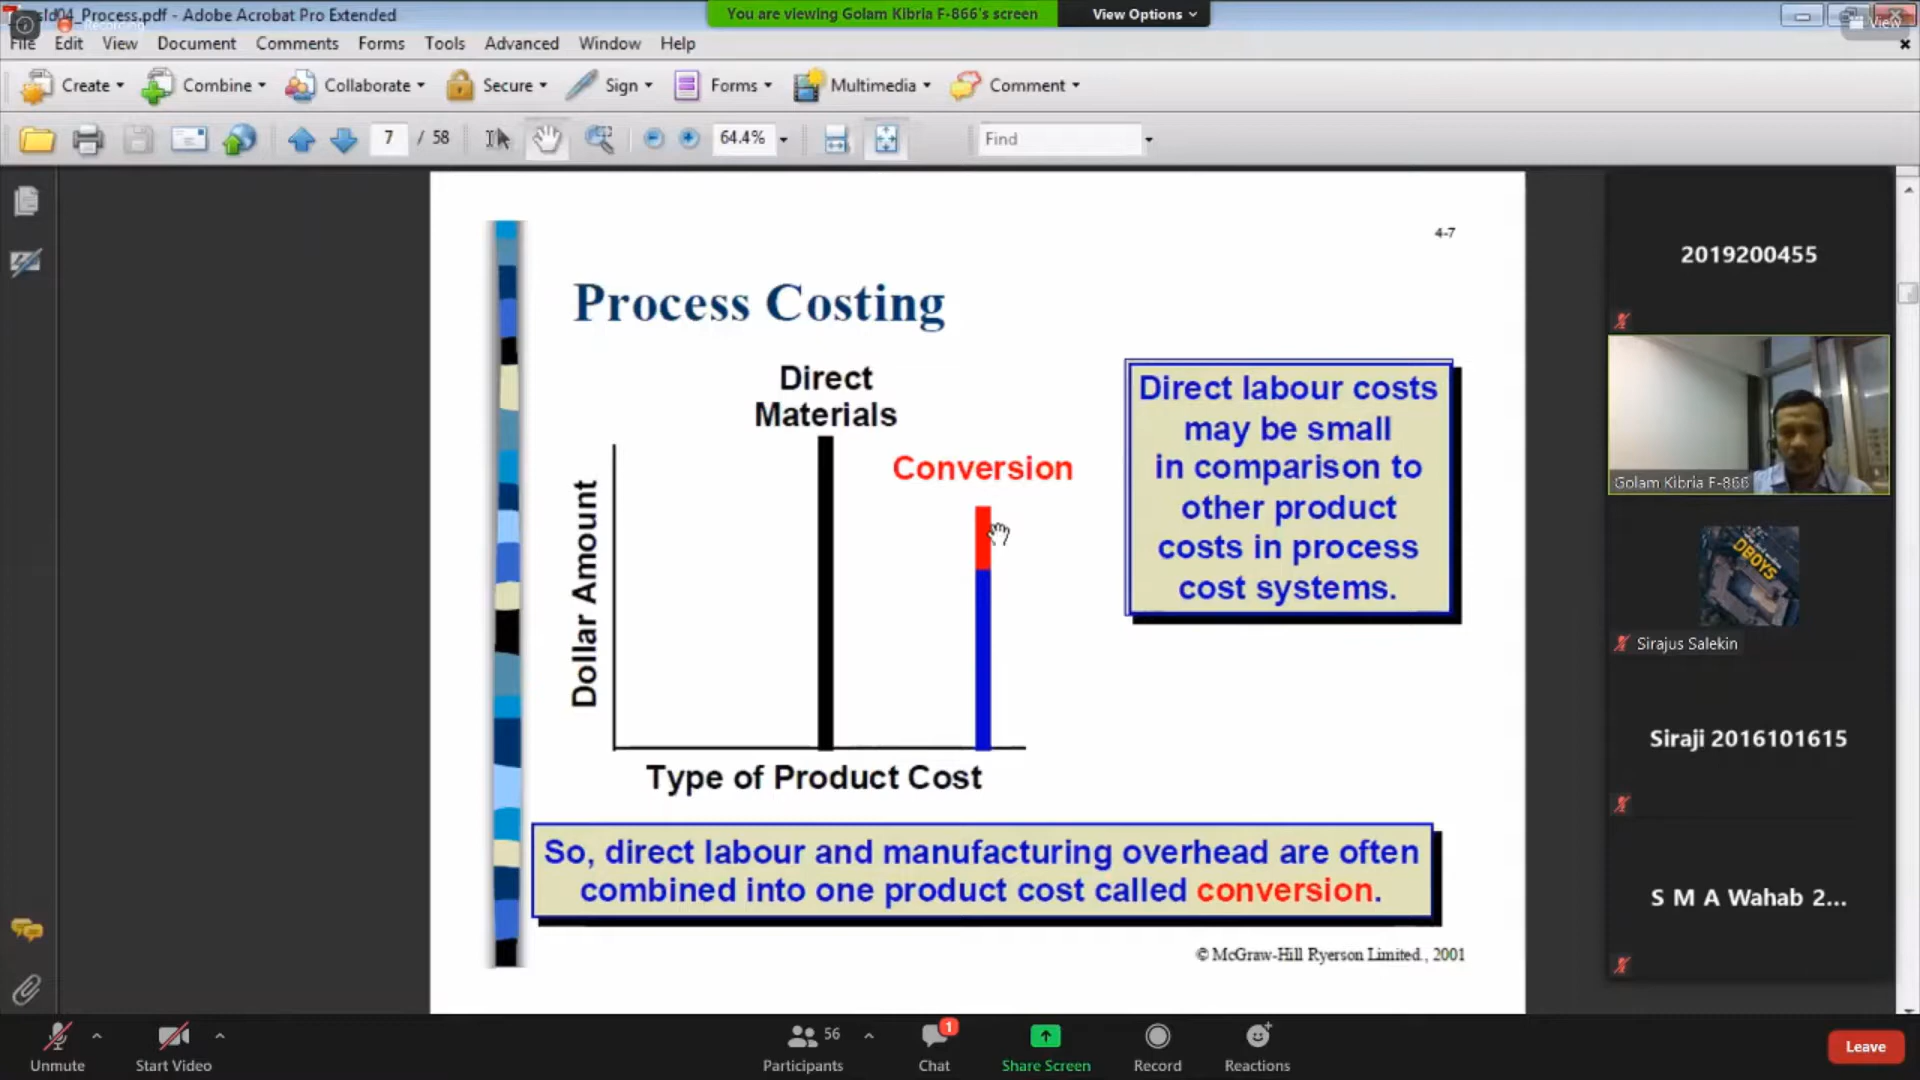 sld04_Process.pdf - Adobe Acrobat Pro Extended
Recording
You are viewing Golam Kibria F-866's screen
View Options
View
File Edit View Document Comments Forms Tools Advanced Window Help
Create Combine Collaborate Secure Sign Forms Multimedia Comment
7 / 58 64.4% Find
4-7
Process Costing
Direct
Materials
Conversion
Dollar Amount
Type of Product Cost
Direct labour costs
may be small
in comparison to
other product
costs in process
cost systems.
So, direct labour and manufacturing overhead are often
combined into one product cost called conversion.
© McGraw-Hill Ryerson Limited., 2001
2019200455
Golam Kibria F-866
DBOYS
Sirajus Salekin
Siraji 2016101615
S M A Wahab 2...
Unmute
Start Video
56
Participants
1
Chat
Share Screen
Record
Reactions
Leave